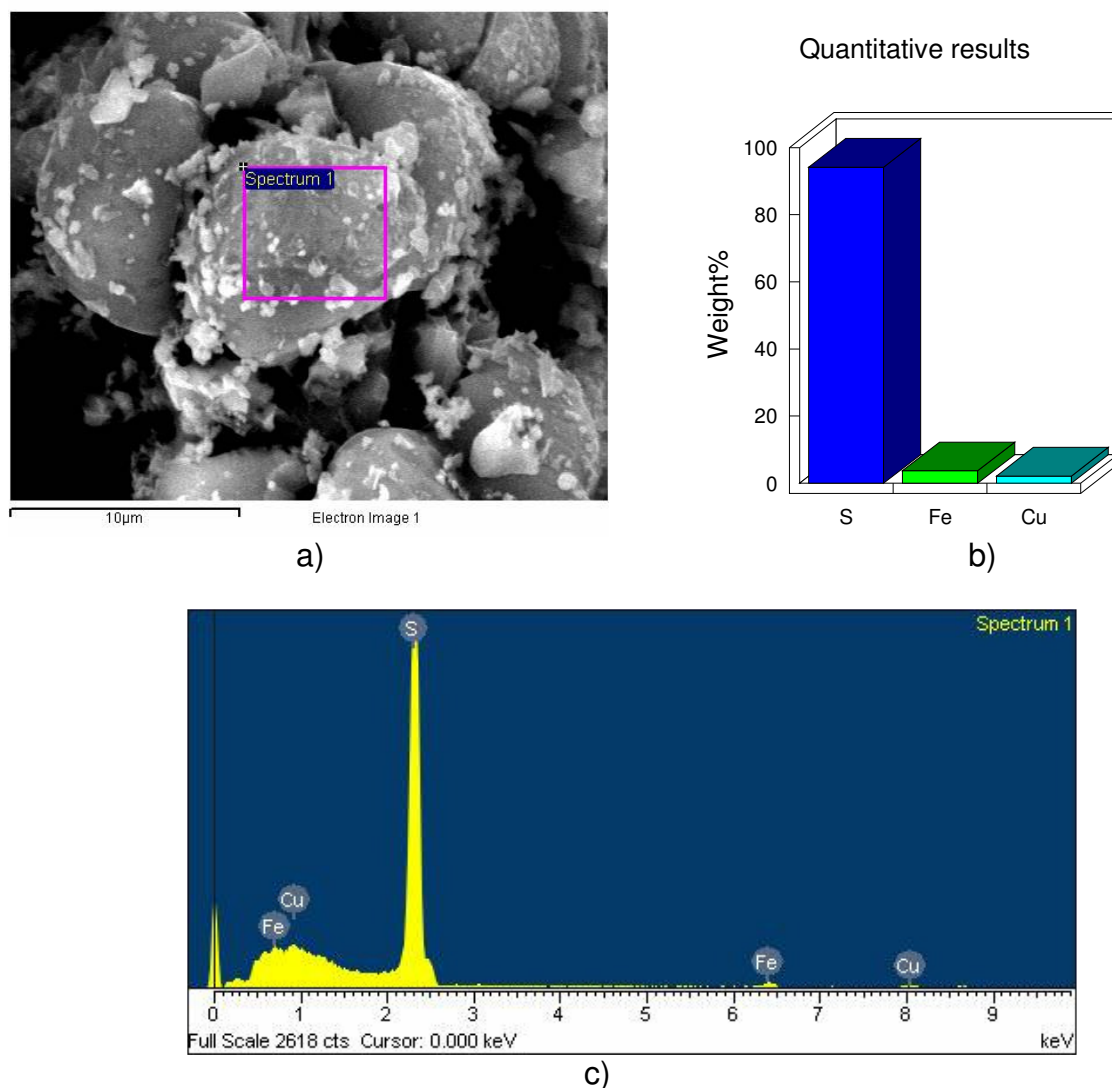 Spectrum 1
10µm
Electron Image 1
a)
Quantitative results
Weight%
100
80
60
40
20
0
S
Fe
Cu
b)
Spectrum 1
S
Cu
Fe
Fe
Cu
0 1 2 3 4 5 6 7 8 9
Full Scale 2618 cts Cursor: 0.000 keV
keV
c)